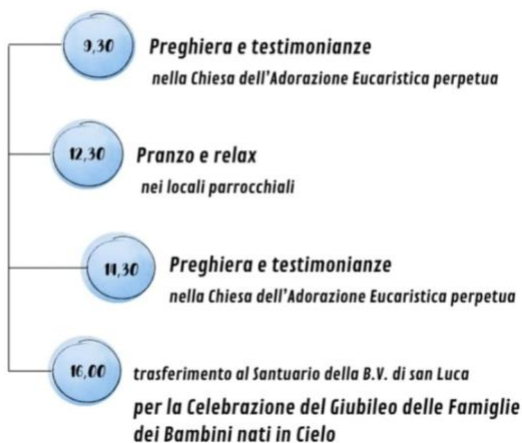 9,30
Preghiera e testimonianze
nella Chiesa dell'Adorazione Eucaristica perpetua
12,30
Pranzo e relax
nei locali parrocchiali
11,30
Preghiera e testimonianze
nella Chiesa dell'Adorazione Eucaristica perpetua
16,00
trasferimento al Santuario della B.V. di san Luca
per la Celebrazione del Giubileo delle Famiglie
dei Bambini nati in Cielo